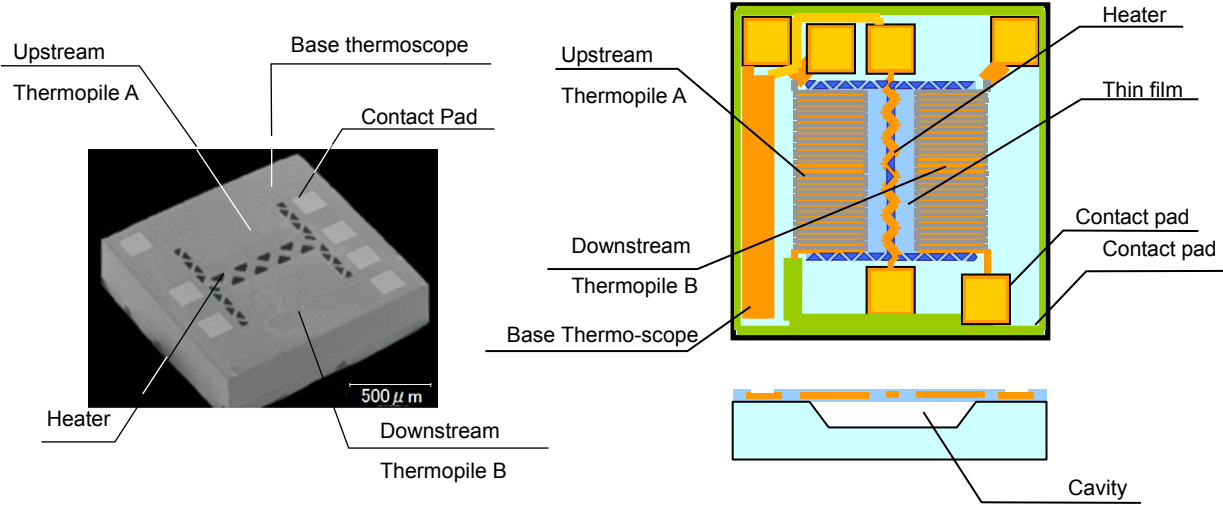 Upstream
Thermopile A
Base thermoscope
Contact Pad
500 μ m
Heater
Downstream
Thermopile B
Upstream
Thermopile A
Heater
Thin film
Contact pad
Contact pad
Downstream
Thermopile B
Base Thermo-scope
Cavity